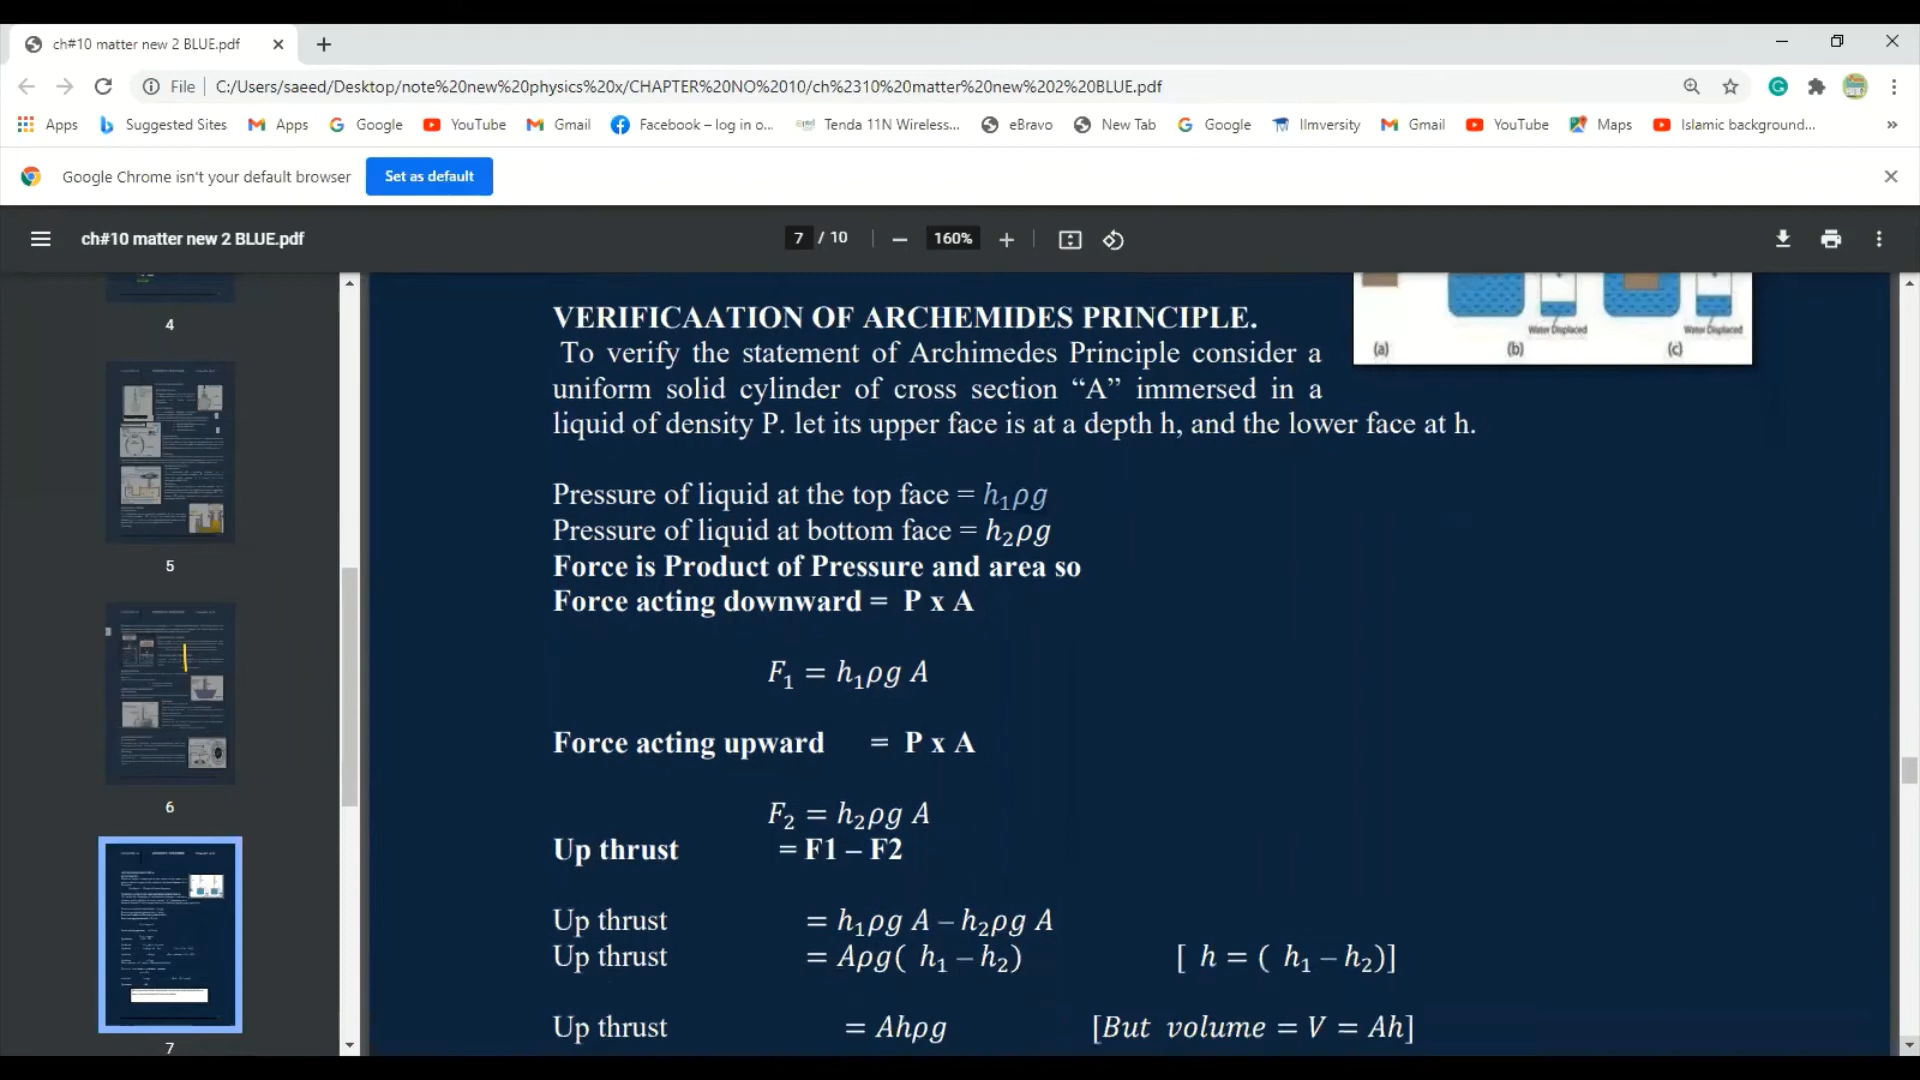 ch#10 matter new 2 BLUE.pdf
File | C:/Users/saeed/Desktop/note%20new%20physics%20x/CHAPTER%20NO%2010/ch%2310%20matter%20new%202%20BLUE.pdf
Apps Suggested Sites Apps Google YouTube Gmail Facebook – log in o... Tenda 11N Wireless... eBravo New Tab Google Ilmversity Gmail YouTube Maps Islamic background... »
Google Chrome isn't your default browser Set as default
ch#10 matter new 2 BLUE.pdf 7 / 10 160%
4
5
6
7
Water Displaced Water Displaced
(a) (b) (c)
VERIFICAATION OF ARCHEMIDES PRINCIPLE.
To verify the statement of Archimedes Principle consider a
uniform solid cylinder of cross section “A” immersed in a
liquid of density P. let its upper face is at a depth h, and the lower face at h.
Pressure of liquid at the top face = h₁ρg
Pressure of liquid at bottom face = h₂ρg
Force is Product of Pressure and area so
Force acting downward = P x A
F₁ = h₁ρg A
Force acting upward = P x A
F₂ = h₂ρg A
Up thrust = F1 – F2
Up thrust = h₁ρg A – h₂ρg A
Up thrust = Aρg( h₁ – h₂) [ h = ( h₁ – h₂)]
Up thrust = Ahρg [But volume = V = Ah]